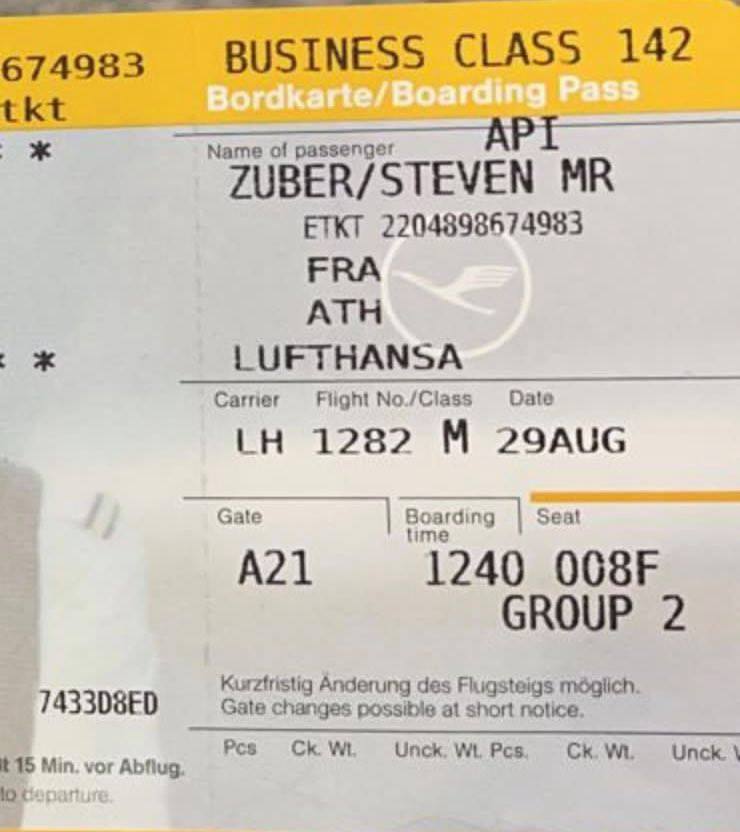 674983
tkt
*
*
7433D8ED
15 Min. vor Abflug.
to departure.
BUSINESS CLASS 142
Bordkarte/Boarding Pass
API
Name of passenger
ZUBER/STEVEN MR
ETKT 2204898674983
FRA
ATH
LUFTHANSA
Carrier Flight No./Class Date
LH 1282 M 29AUG
Gate Boarding time Seat
A21 1240 008F
GROUP 2
Kurzfristig Änderung des Flugsteigs möglich.
Gate changes possible at short notice.
Pcs Ck. Wt. Unck. Wt. Pcs. Ck. Wt. Unck.